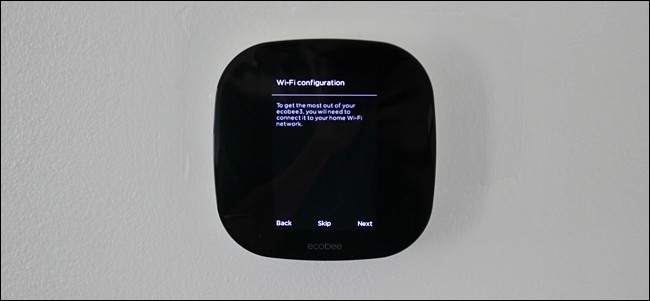 Wi-Fi configuration
To get the most out of your
ecobee3, you will need to
connect it to your home Wi-Fi
network.
Back Skip Next
ecobee